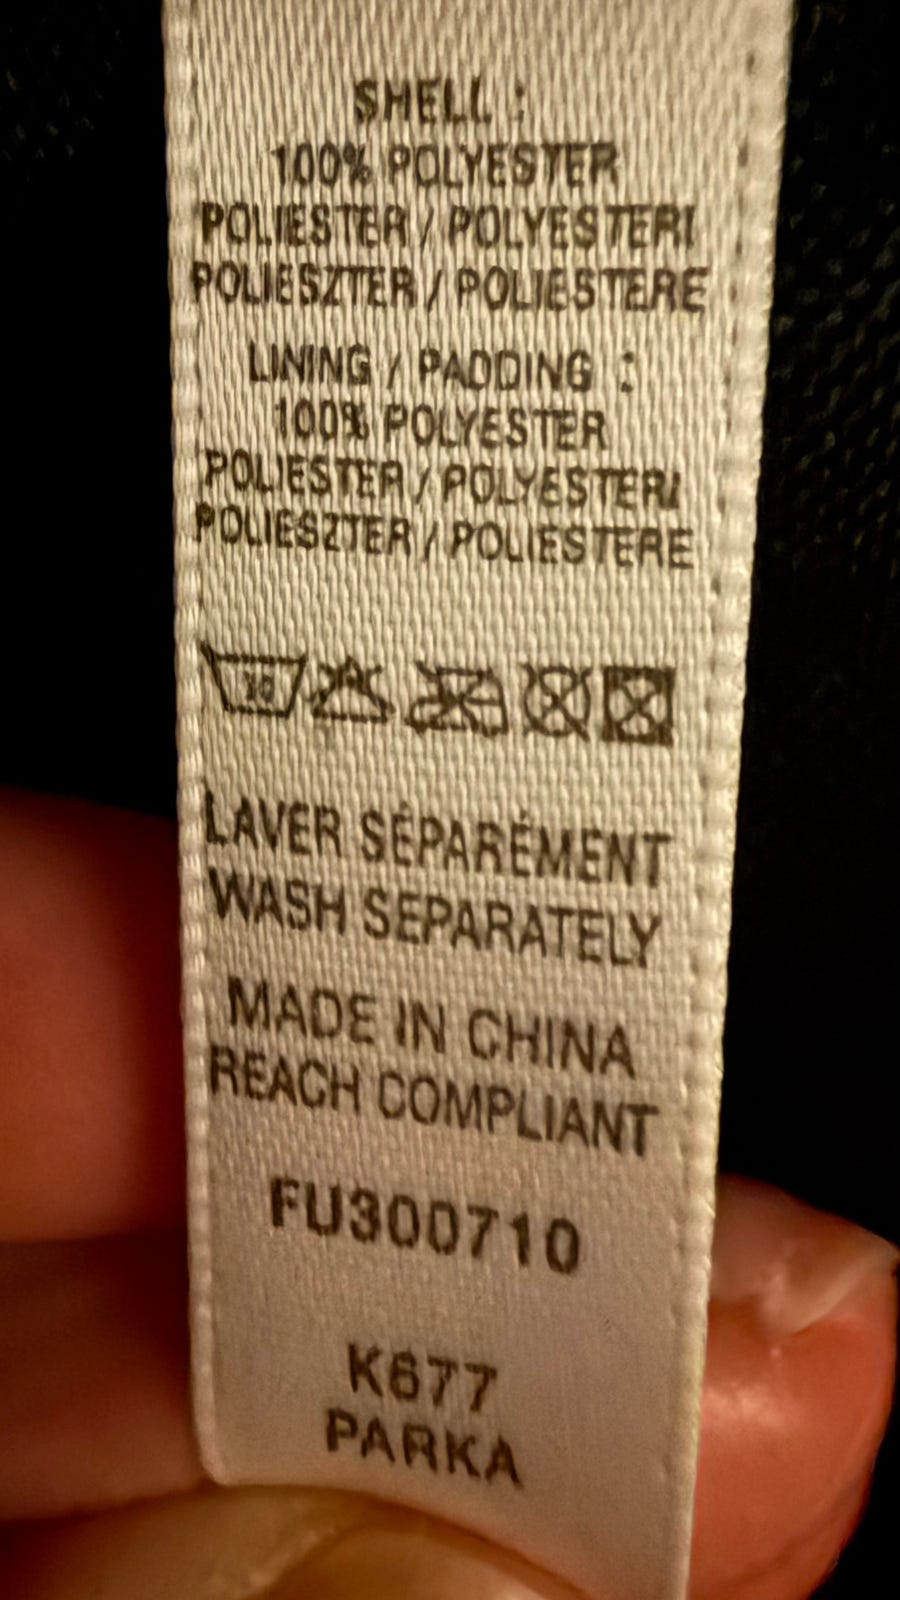 SHELL :
100% POLYESTER
POLIESTER / POLYESTERI
POLIESZTER / POLIESTERE
LINING / PADDING :
100% POLYESTER
POLIESTER / POLYESTERI
POLIESZTER / POLIESTERE
30
LAVER SÉPARÉMENT
WASH SEPARATELY
MADE IN CHINA
REACH COMPLIANT
FU300710
K677
PARKA